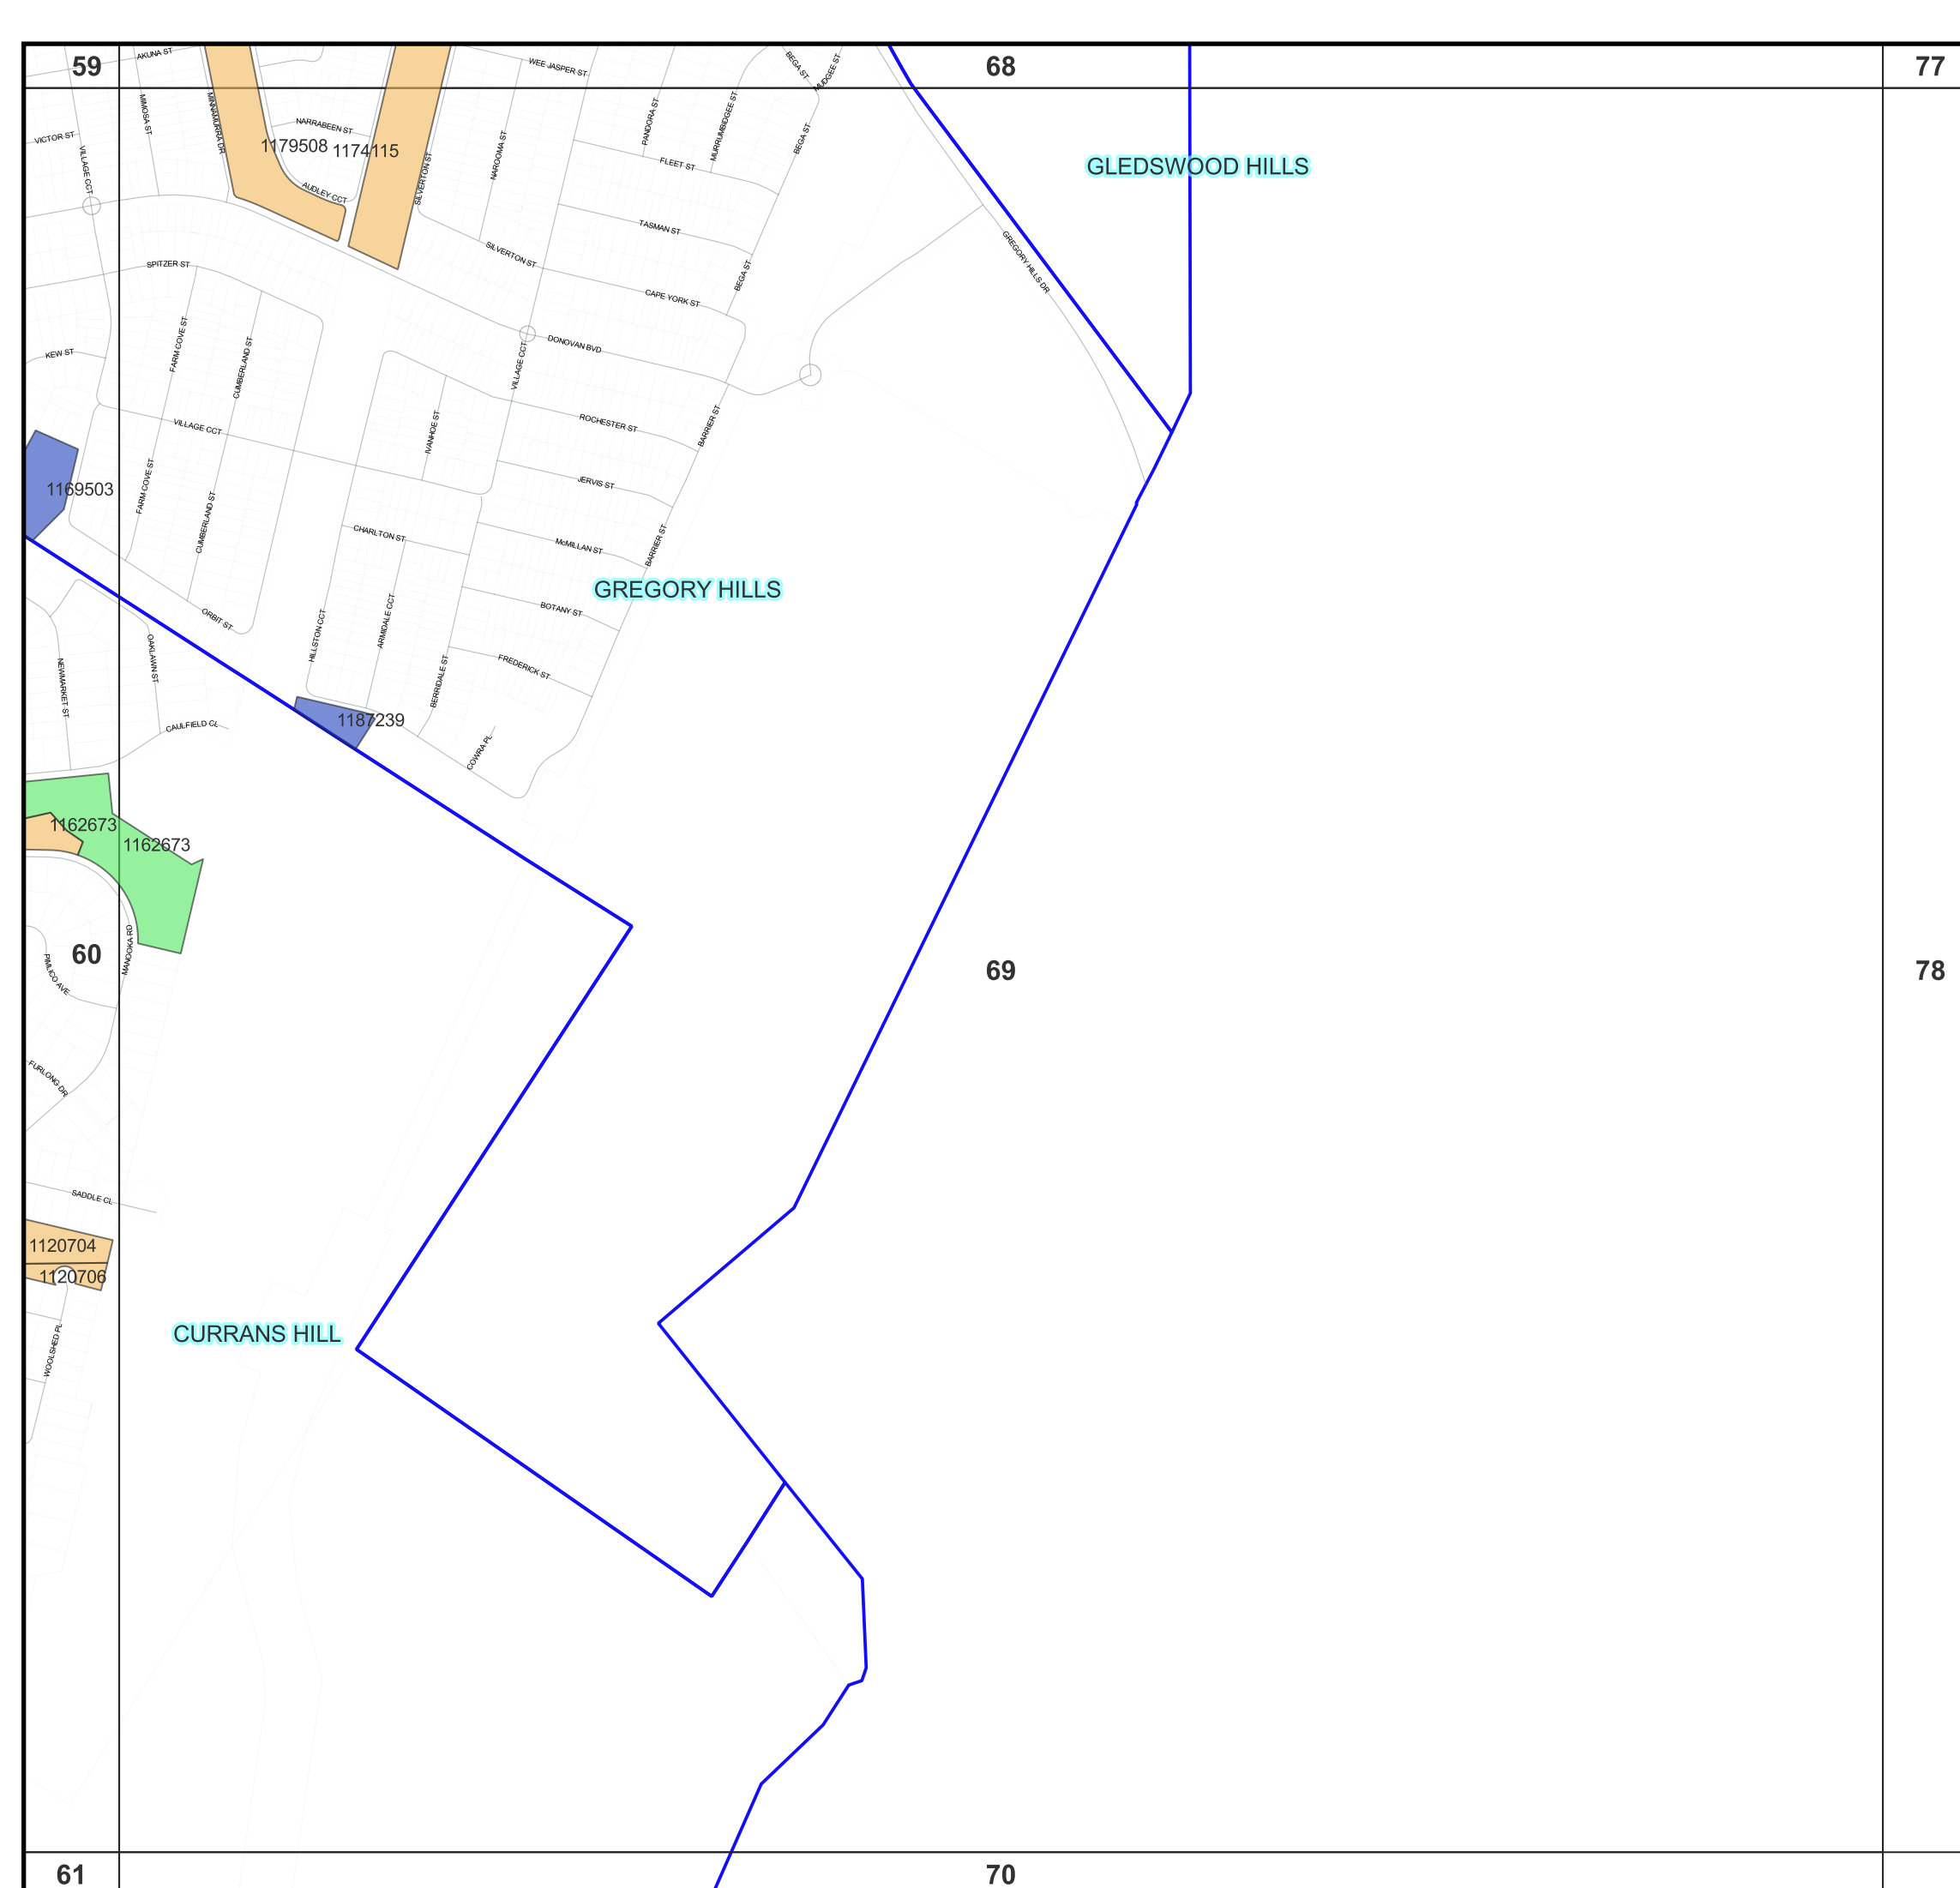 59
68
77
AKUNA ST
WEE JASPER ST
BEGA ST
MUDGEE ST
MIMOSA ST
MINNAMURRA DR
NARRABEEN ST
PANDORA ST
MURRUMBIDGEE ST
VICTOR ST
VILLAGE CCT
1179508
1174115
NAROOMA ST
FLEET ST
BEGA ST
GLEDSWOOD HILLS
AUDLEY CCT
SILVERTON ST
TASMAN ST
SILVERTON ST
GREGORY HILLS DR
SPITZER ST
BEGA ST
CAPE YORK ST
FARM COVE ST
KEW ST
CUMBERLAND ST
VILLAGE CCT
DONOVAN BVD
VILLAGE CCT
IVANHOE ST
ROCHESTER ST
BARRIER ST
1169503
FARM COVE ST
CUMBERLAND ST
JERVIS ST
CHARLTON ST
McMILLAN ST
BARRIER ST
GREGORY HILLS
ORBIT ST
HILLSTON CCT
ARMIDALE CCT
BOTANY ST
NEWMARKET ST
OAKLAWN ST
BERRIDALE ST
FREDERICK ST
1187239
CAULFIELD CL
COWRA PL
1162673
1162673
60
MANOOKA RD
PIMLICO AVE
69
78
FURLONG DR
SADDLE CL
1120704
1120706
CURRANS HILL
WOOLSHED PL
61
70